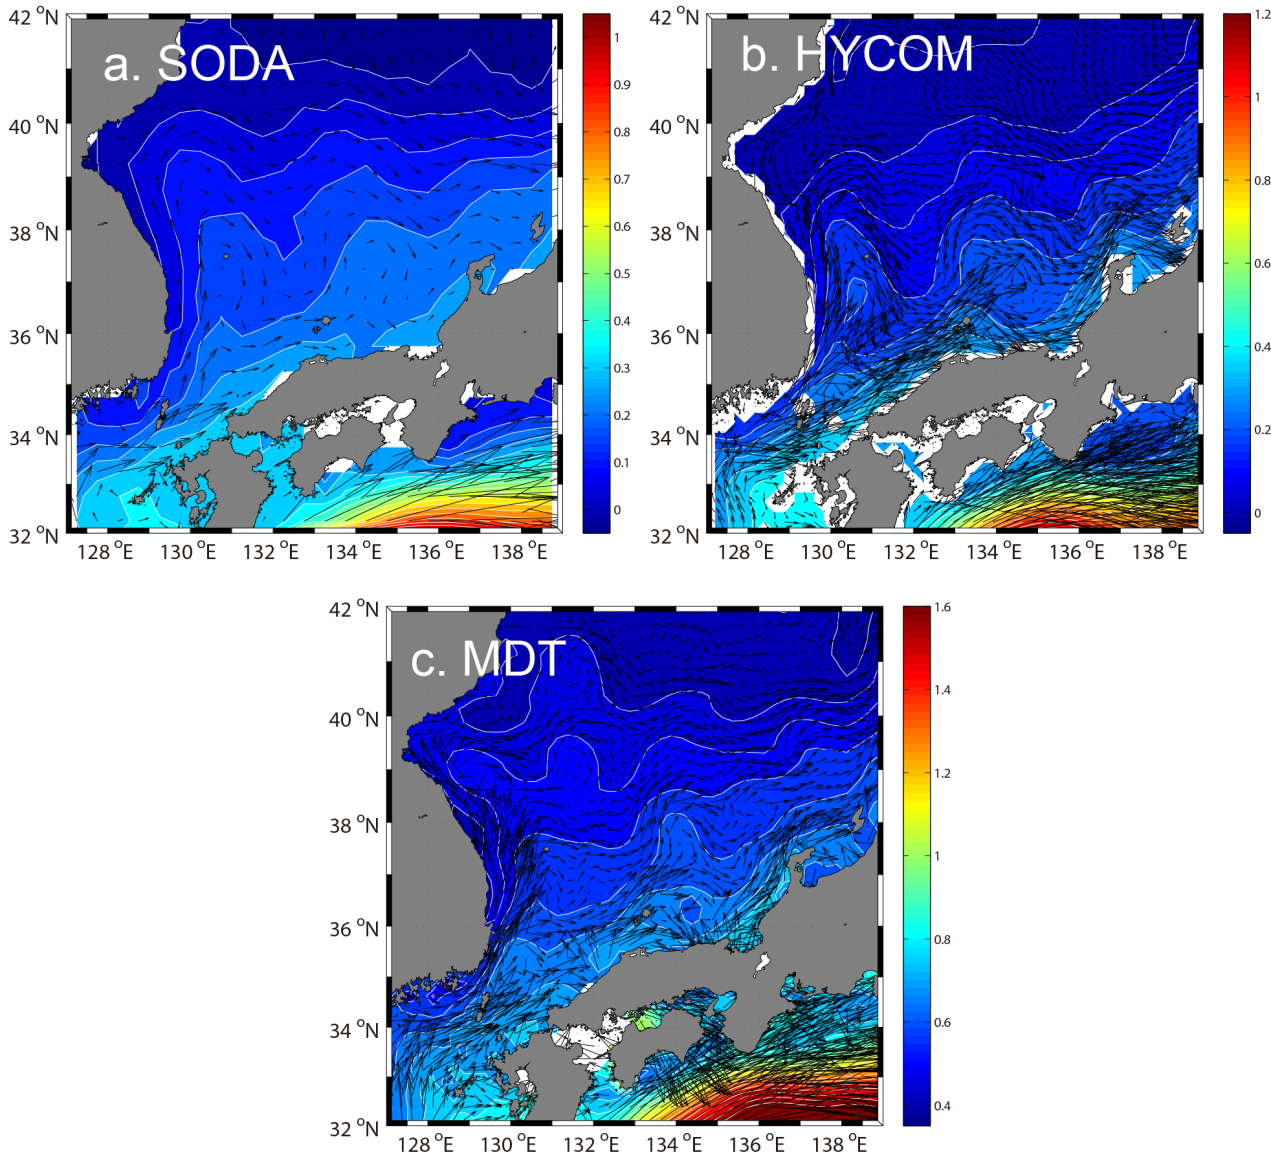 a. SODA
42 °N
40 °N
38 °N
36 °N
34 °N
32 °N
128 °E
130 °E
132 °E
134 °E
136 °E
138 °E
1
0.9
0.8
0.7
0.6
0.5
0.4
0.3
0.2
0.1
0
b. HYCOM
42 °N
40 °N
38 °N
36 °N
34 °N
32 °N
128 °E
130 °E
132 °E
134 °E
136 °E
138 °E
1.2
1
0.8
0.6
0.4
0.2
0
c. MDT
42 °N
40 °N
38 °N
36 °N
34 °N
32 °N
128 °E
130 °E
132 °E
134 °E
136 °E
138 °E
1.6
1.4
1.2
1
0.8
0.6
0.4